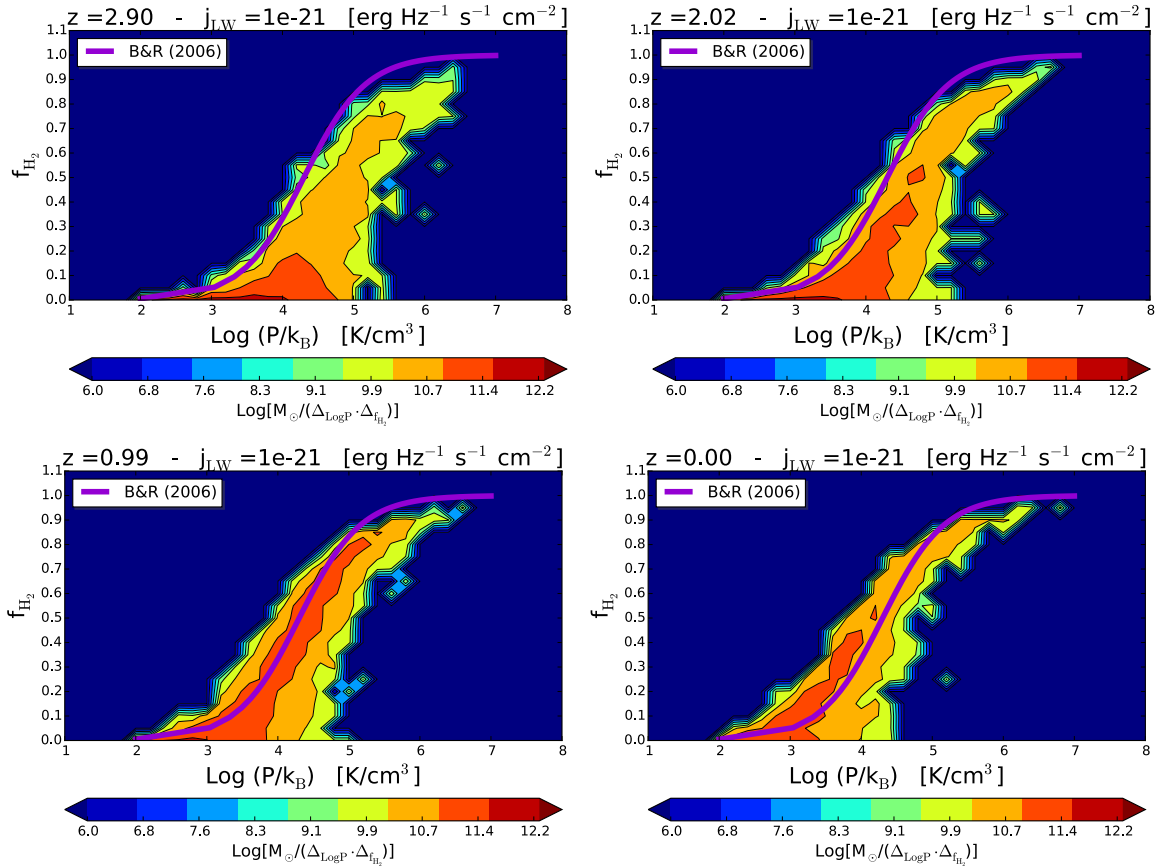 z =2.90 - j_LW =1e-21 [erg Hz⁻¹ s⁻¹ cm⁻²]
B&R (2006)
1.1
1.0
0.9
0.8
0.7
0.6
0.5
0.4
0.3
0.2
0.1
0.0
f_H₂
1 2 3 4 5 6 7 8
Log (P/k_B) [K/cm³]
6.0 6.8 7.6 8.3 9.1 9.9 10.7 11.4 12.2
Log[M_⊙/(Δ_LogP · Δ_f_H₂)]
z =2.02 - j_LW =1e-21 [erg Hz⁻¹ s⁻¹ cm⁻²]
B&R (2006)
1.1
1.0
0.9
0.8
0.7
0.6
0.5
0.4
0.3
0.2
0.1
0.0
f_H₂
1 2 3 4 5 6 7 8
Log (P/k_B) [K/cm³]
6.0 6.8 7.6 8.3 9.1 9.9 10.7 11.4 12.2
Log[M_⊙/(Δ_LogP · Δ_f_H₂)]
z =0.99 - j_LW =1e-21 [erg Hz⁻¹ s⁻¹ cm⁻²]
B&R (2006)
1.1
1.0
0.9
0.8
0.7
0.6
0.5
0.4
0.3
0.2
0.1
0.0
f_H₂
1 2 3 4 5 6 7 8
Log (P/k_B) [K/cm³]
6.0 6.8 7.6 8.3 9.1 9.9 10.7 11.4 12.2
Log[M_⊙/(Δ_LogP · Δ_f_H₂)]
z =0.00 - j_LW =1e-21 [erg Hz⁻¹ s⁻¹ cm⁻²]
B&R (2006)
1.1
1.0
0.9
0.8
0.7
0.6
0.5
0.4
0.3
0.2
0.1
0.0
f_H₂
1 2 3 4 5 6 7 8
Log (P/k_B) [K/cm³]
6.0 6.8 7.6 8.3 9.1 9.9 10.7 11.4 12.2
Log[M_⊙/(Δ_LogP · Δ_f_H₂)]